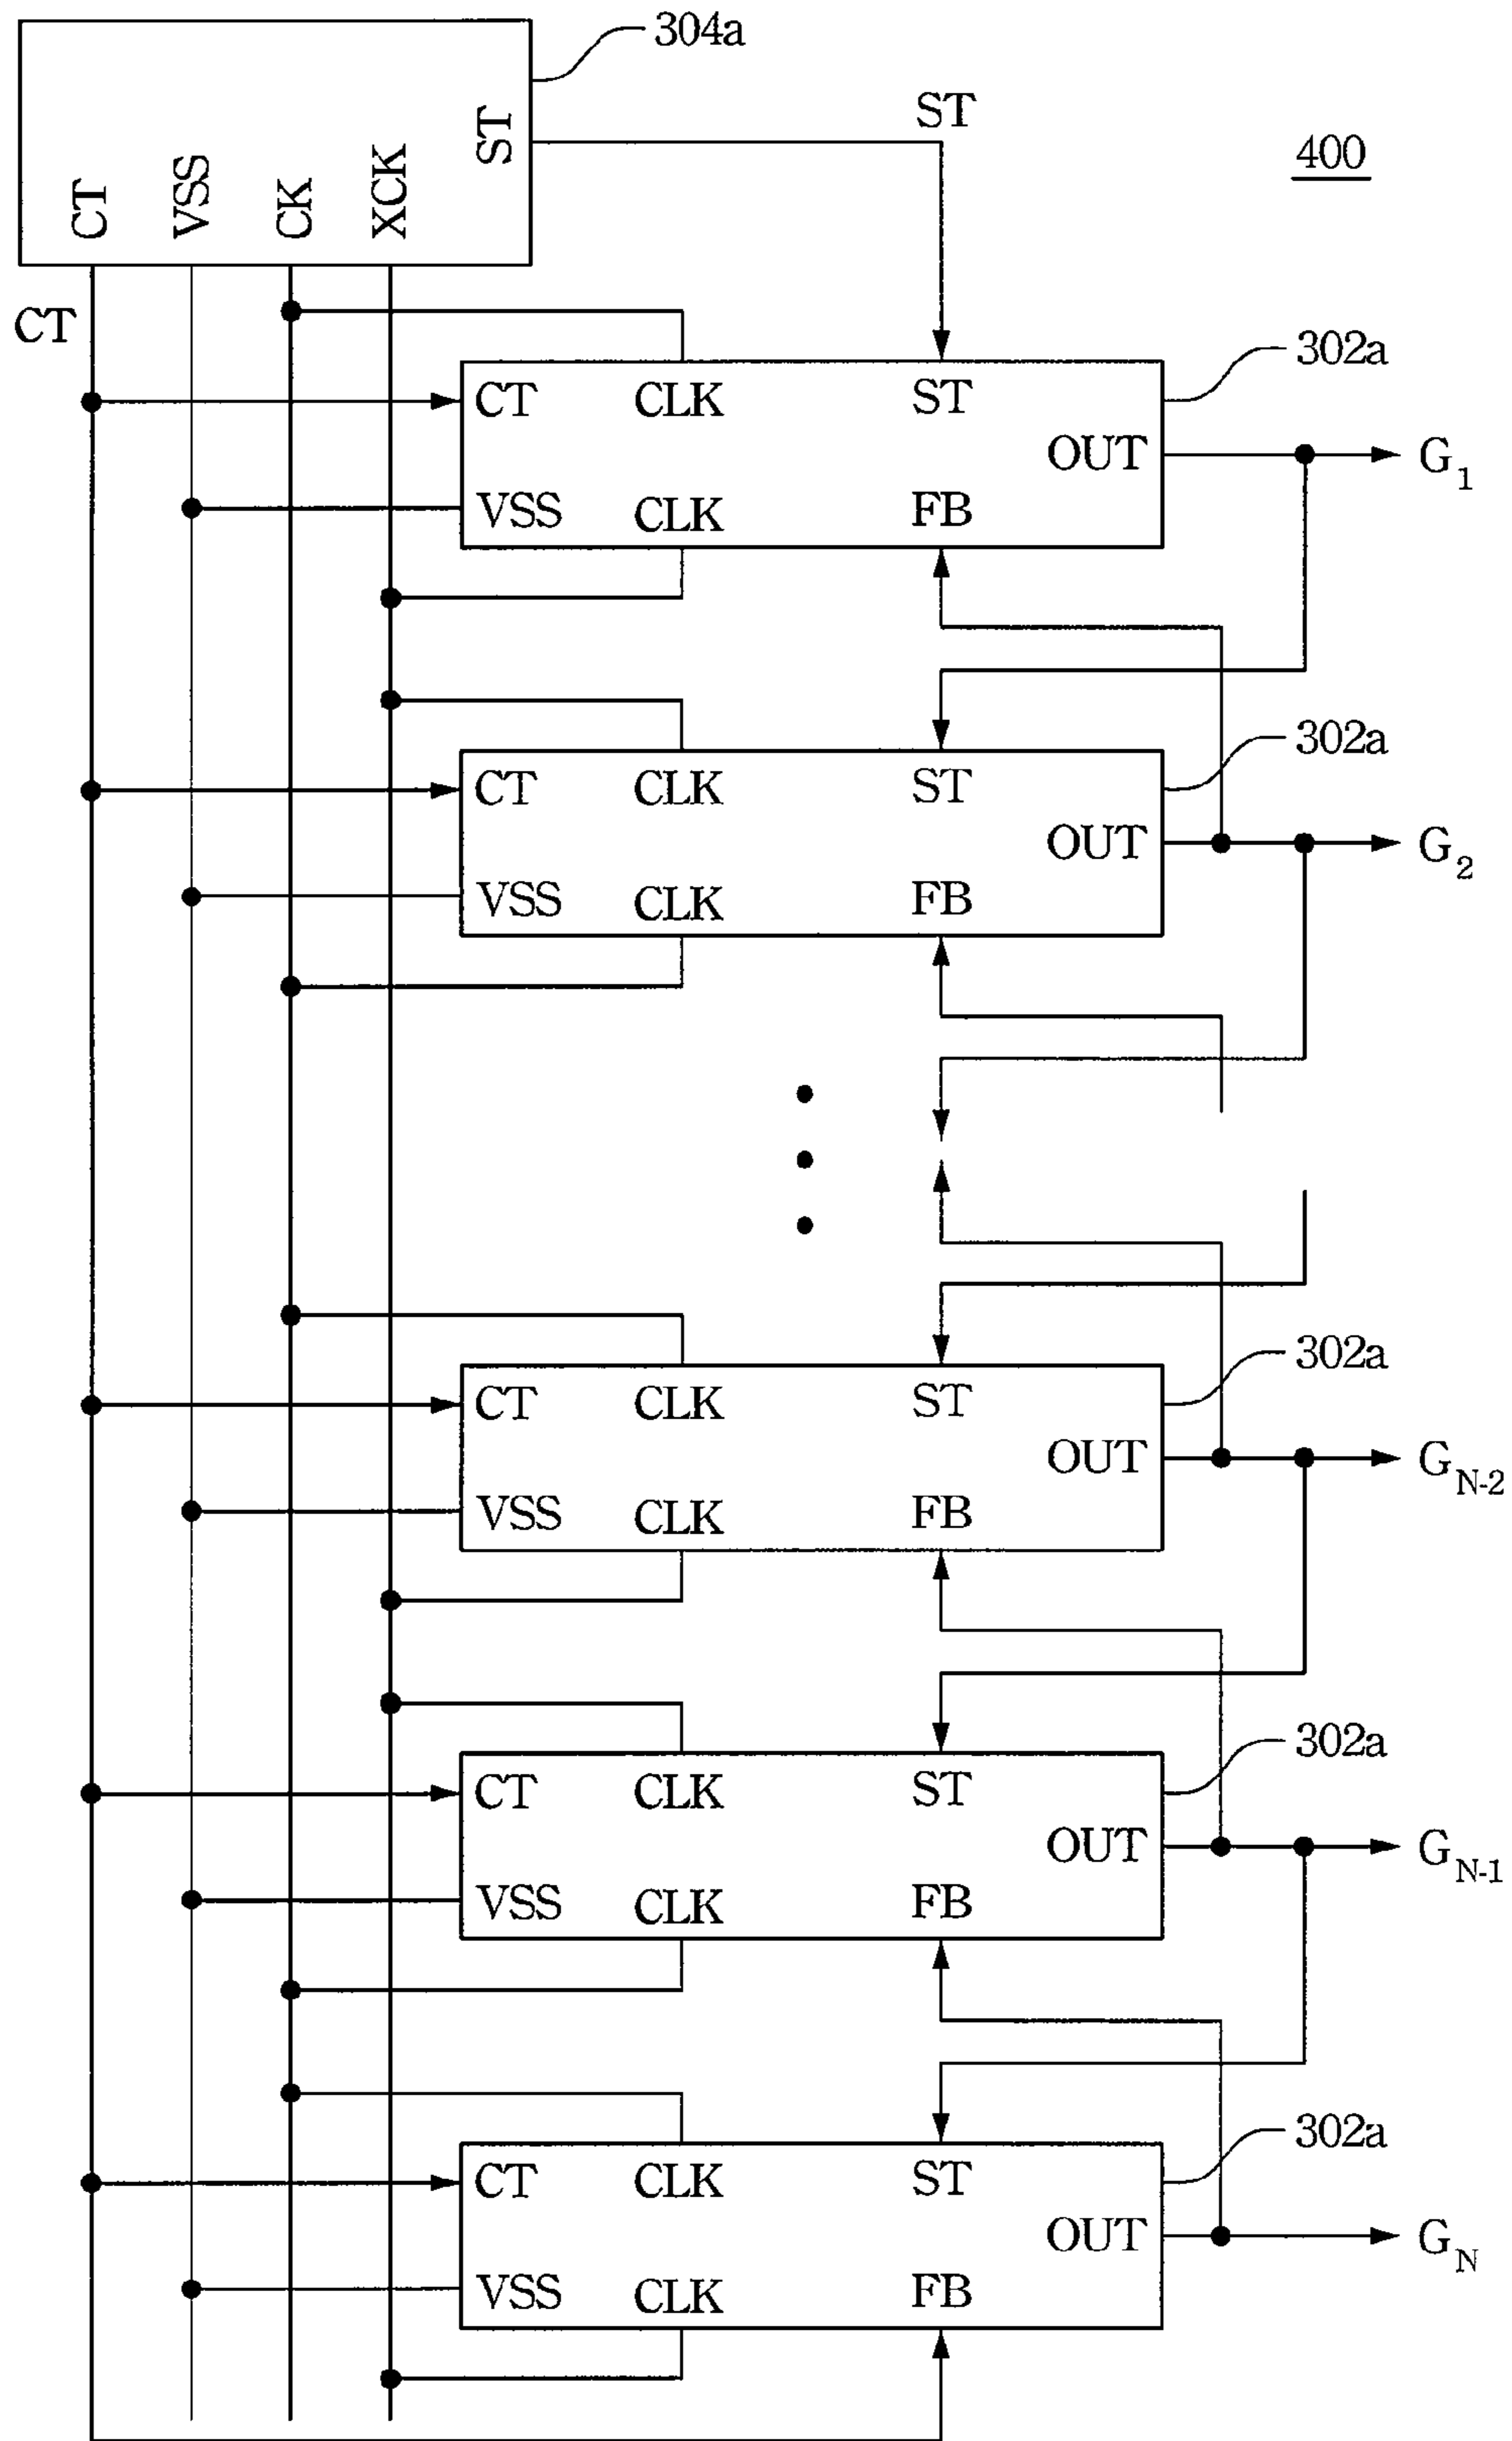 304a
ST
400
CT VSS CK XCK ST
CT
302a
CT CLK ST
OUT G1
VSS CLK FB
302a
CT CLK ST
OUT G2
VSS CLK FB
302a
CT CLK ST
OUT GN-2
VSS CLK FB
302a
CT CLK ST
OUT GN-1
VSS CLK FB
302a
CT CLK ST
OUT GN
VSS CLK FB